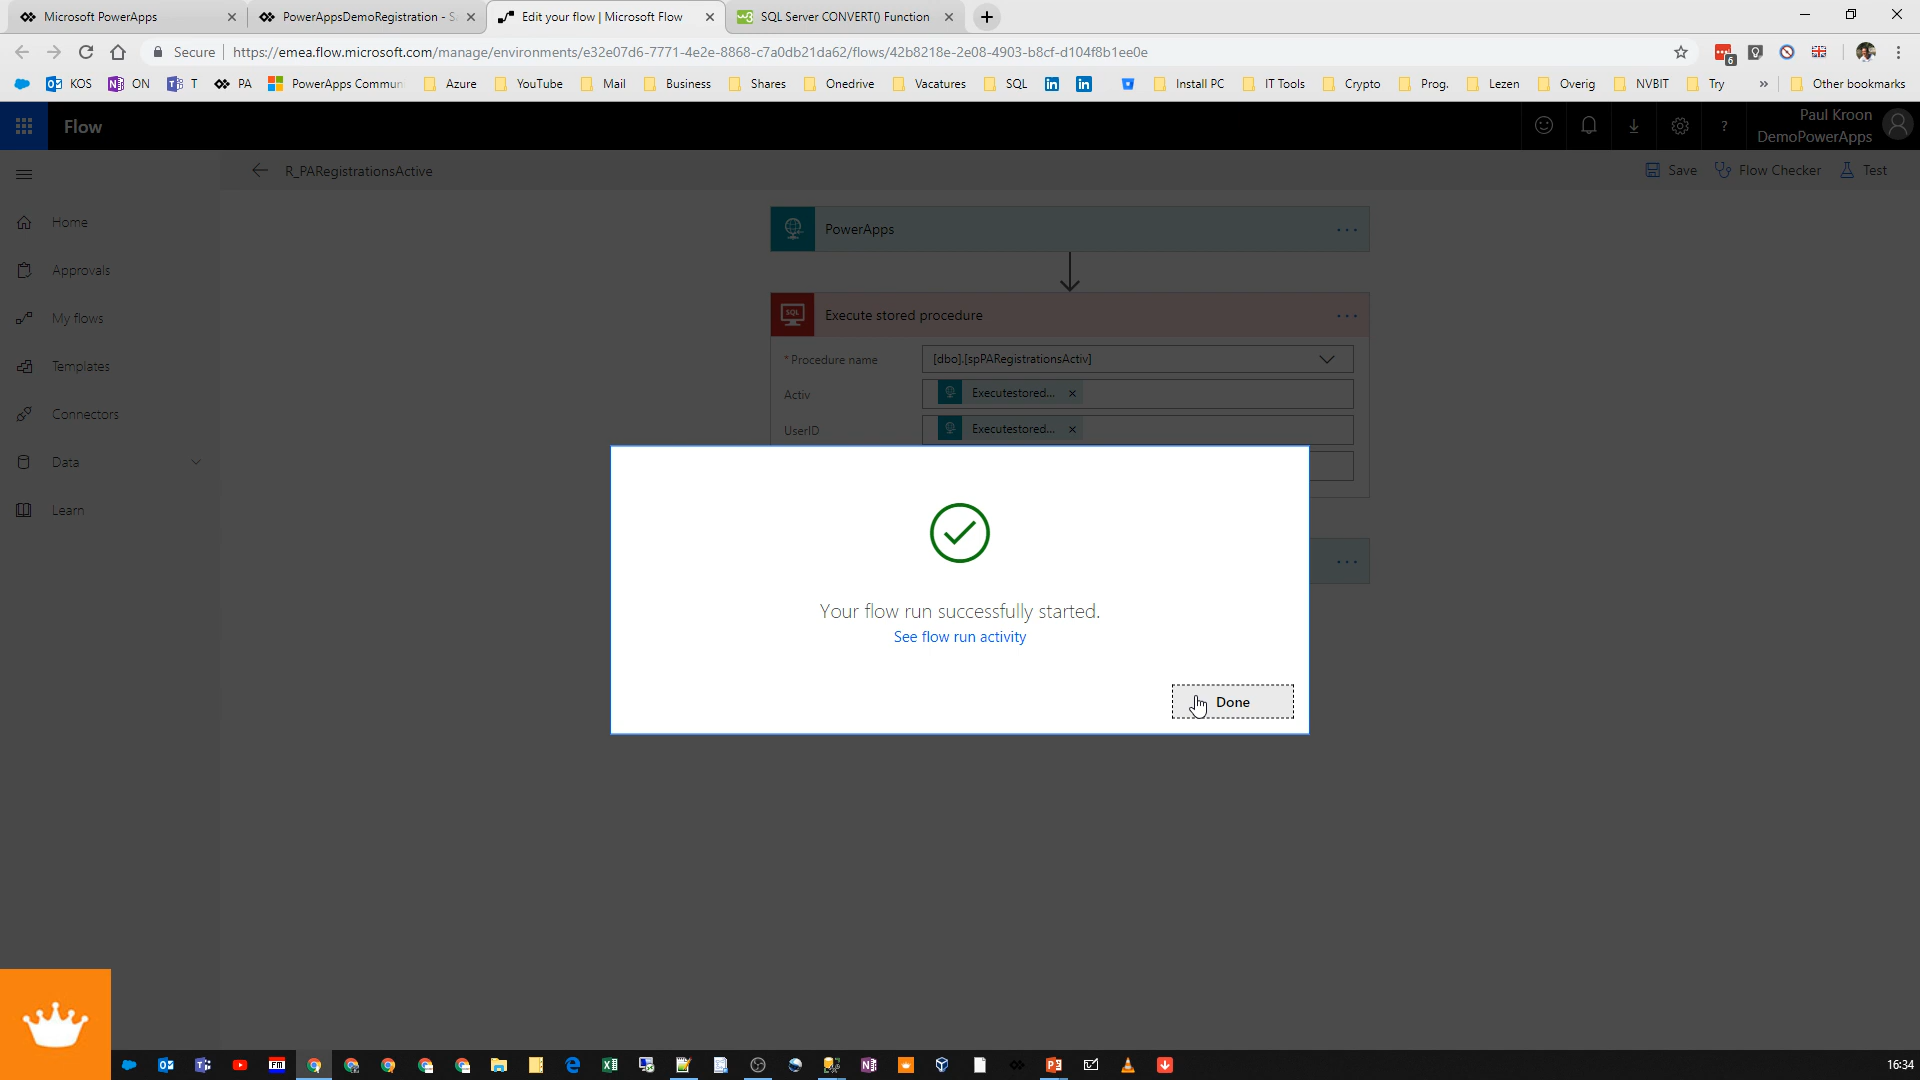 Microsoft PowerApps
PowerAppsDemoRegistration - S
Edit your flow | Microsoft Flow
SQL Server CONVERT() Function
Secure
https://emea.flow.microsoft.com/manage/environments/e32e07d6-7771-4e2e-8868-c7a0db21da62/flows/42b8218e-2e08-4903-b8cf-d104f8b1ee0e
6
KOS
ON
T
PA
PowerApps Commun
Azure
YouTube
Mail
Business
Shares
Onedrive
Vacatures
SQL
Install PC
IT Tools
Crypto
Prog.
Lezen
Overig
NVBIT
Try
»
Other bookmarks
Flow
?
Paul Kroon
DemoPowerApps
R_PARegistrationsActive
Save
Flow Checker
Test
Home
Approvals
My flows
Templates
Connectors
Data
Learn
PowerApps
SQL
Execute stored procedure
* Procedure name
[dbo].[spPARegistrationsActiv]
Activ
Executestored...
UserID
Executestored...
Your flow run successfully started.
See flow run activity
Done
FM
16:34